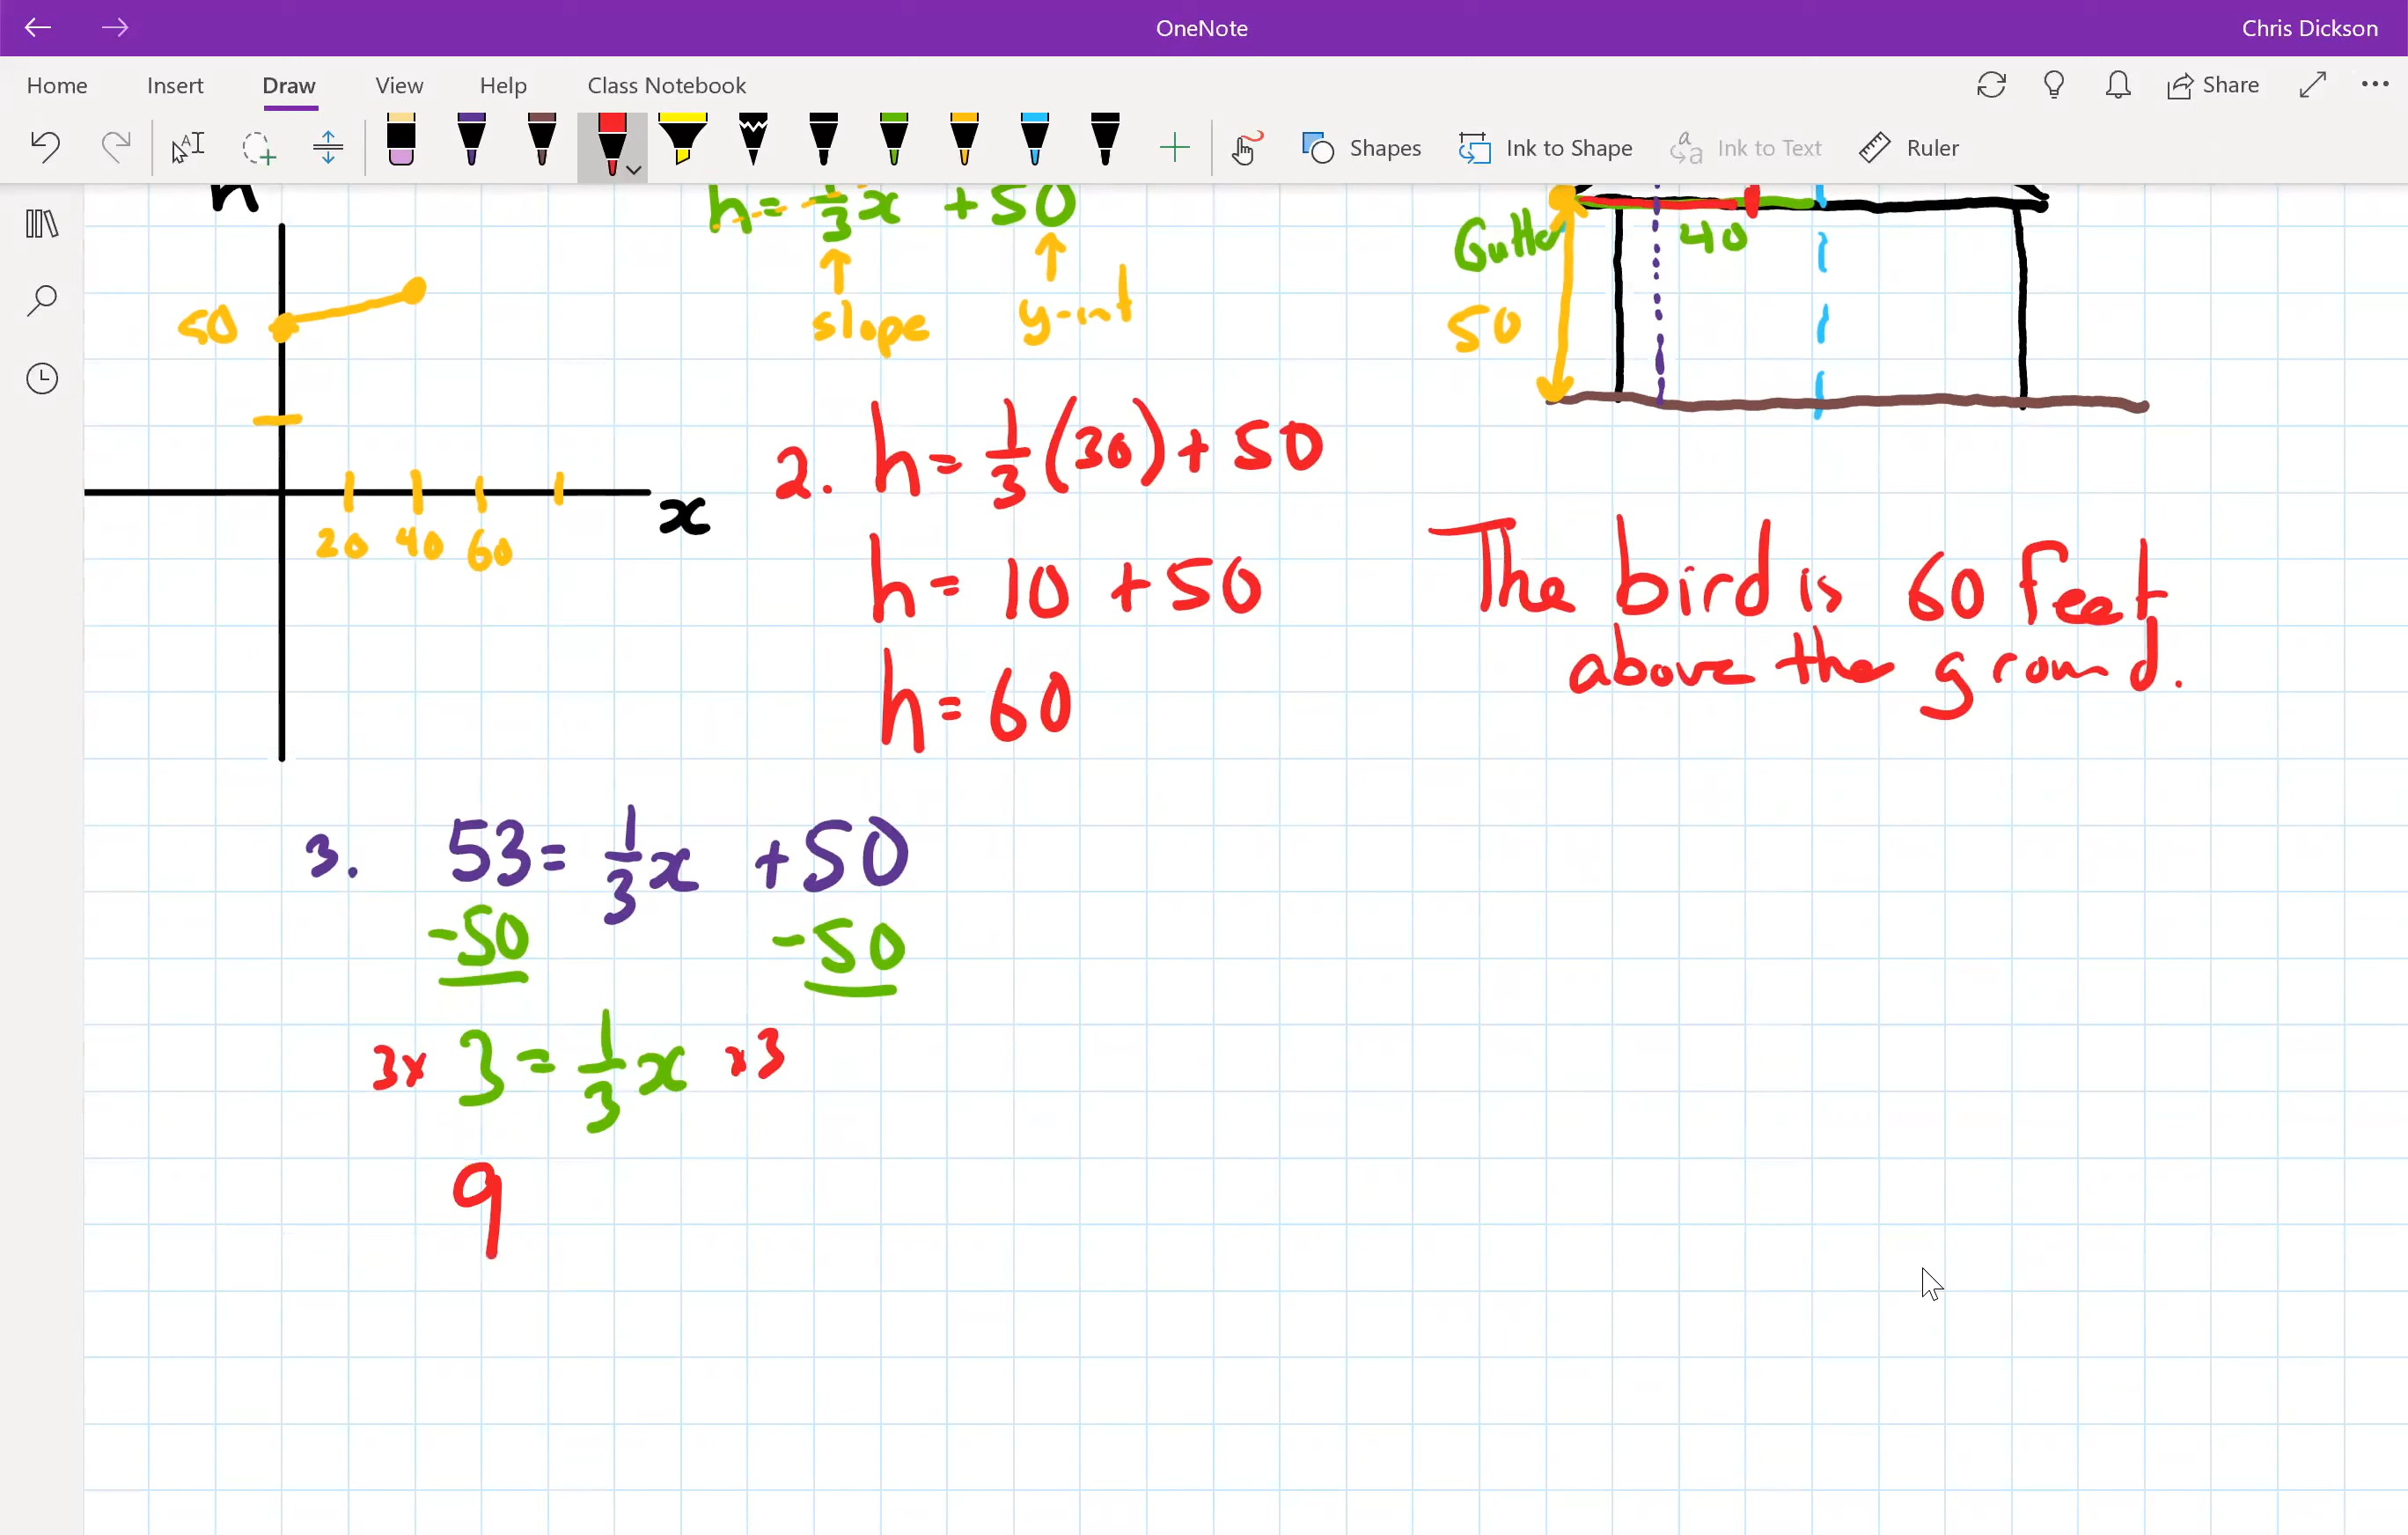 OneNote
Chris Dickson
Home Insert Draw View Help Class Notebook Share
Shapes Ink to Shape Ink to Text Ruler
h
h = 1/3 x + 50
slope
y-int
50
20 40 60
x
Gutter
40
50
2. h = 1/3 (30) + 50
h = 10 + 50
h = 60
The bird is 60 feet
above the ground.
3. 53 = 1/3 x + 50
-50 -50
3x 3 = 1/3 x x3
9